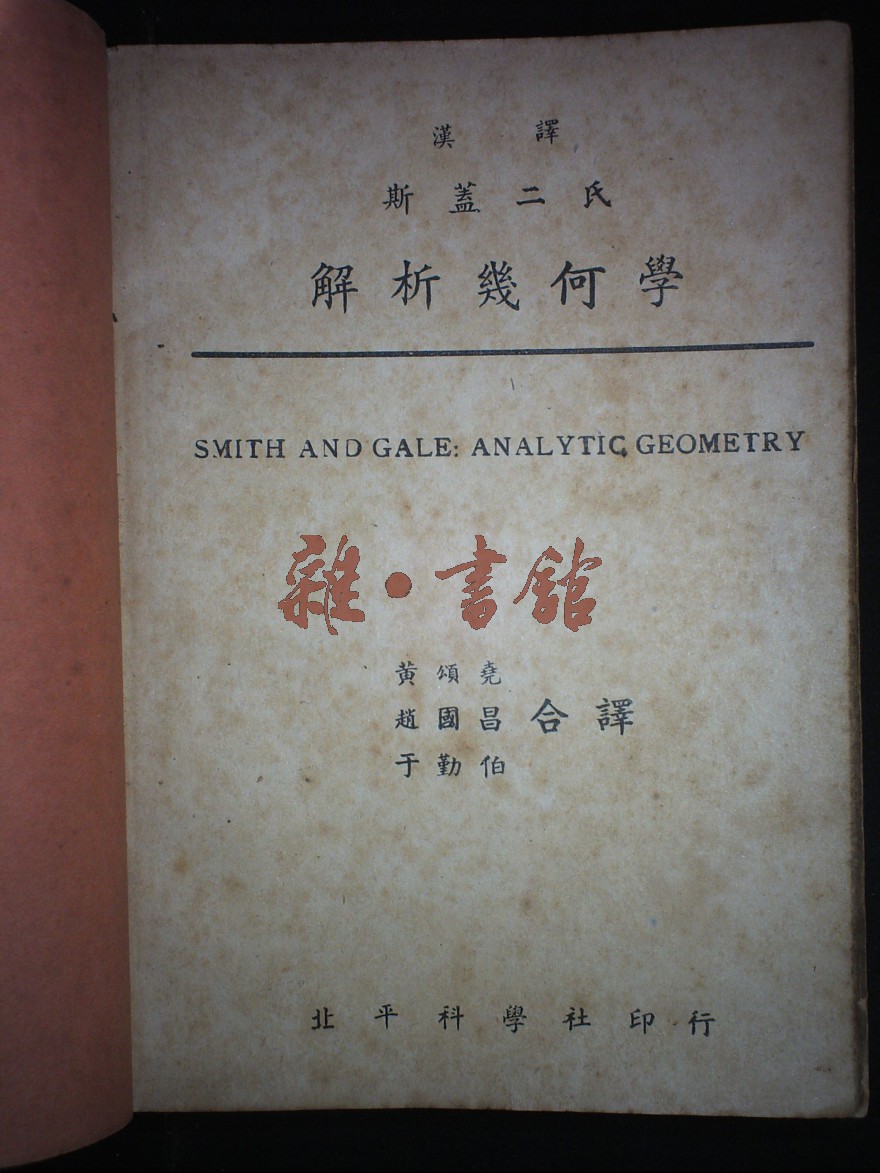 漢譯
斯蓋二氏
解析幾何學
SMITH AND GALE: ANALYTIC GEOMETRY
雜·書館
黃頌堯
趙國昌 合譯
于勤伯
北平科學社印行